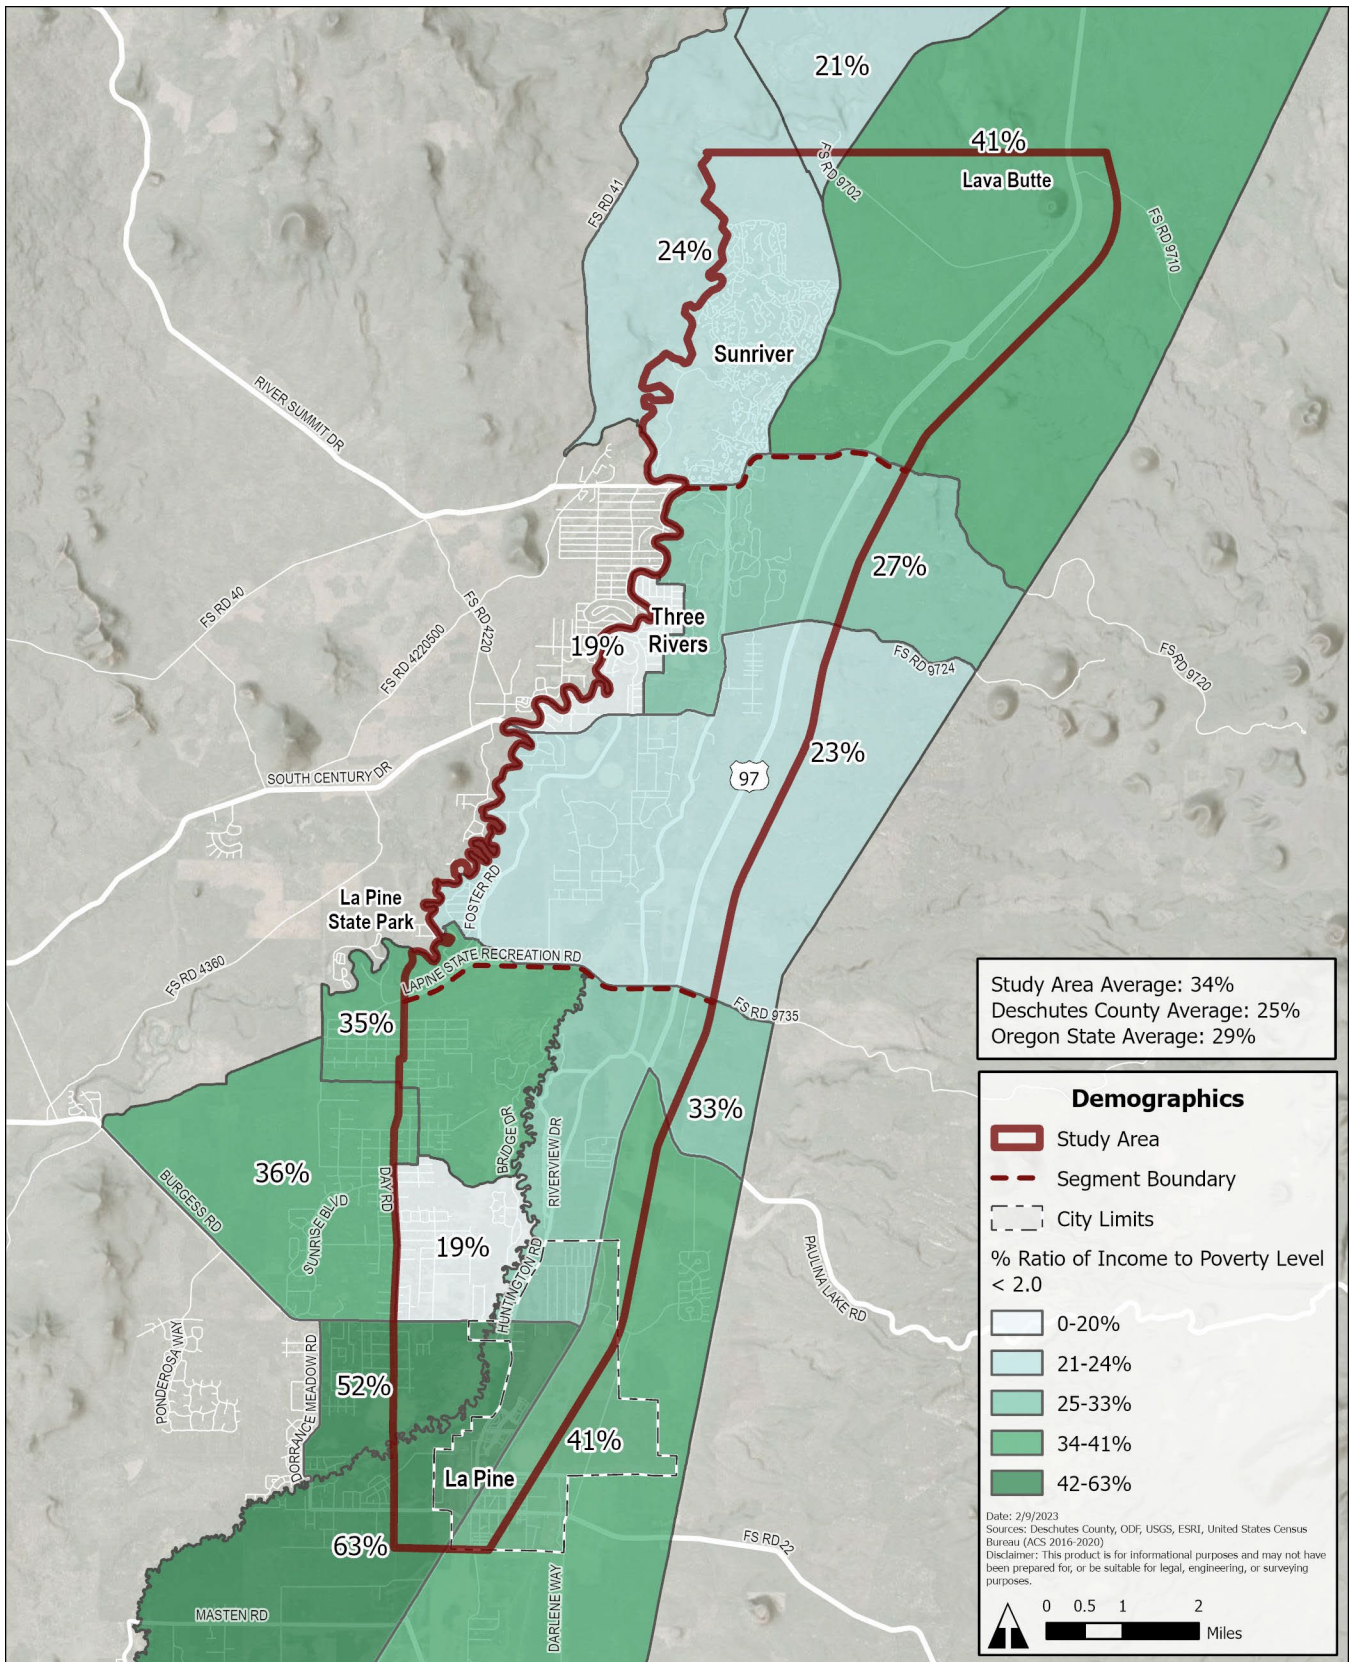 21%
41%
Lava Butte
FS RD 9702
FS RD 41
FS RD 9710
24%
Sunriver
RIVER SUMMIT DR
27%
FS RD 40
FS RD 4220
FS RD 4220500
Three
Rivers
19%
FS RD 9724
FS RD 9720
23%
97
SOUTH CENTURY DR
FOSTER RD
La Pine
State Park
FS RD 4360
LAPINE STATE RECREATION RD
FS RD 9735
35%
33%
BRIDGE DR
RIVERVIEW DR
36%
DAY RD
BURGESS RD
SUNRISE BLVD
19%
HUNTINGTON RD
PAULINA LAKE RD
PONDEROSA WAY
DORRANCE MEADOW RD
52%
41%
La Pine
63%
FS RD 22
DARLENE WAY
MASTEN RD
Study Area Average: 34%
Deschutes County Average: 25%
Oregon State Average: 29%
Demographics
Study Area
Segment Boundary
City Limits
% Ratio of Income to Poverty Level
< 2.0
0-20%
21-24%
25-33%
34-41%
42-63%
Date: 2/9/2023
Sources: Deschutes County, ODF, USGS, ESRI, United States Census
Bureau (ACS 2016-2020)
Disclaimer: This product is for informational purposes and may not have
been prepared for, or be suitable for legal, engineering, or surveying
purposes.
0 0.5 1 2
Miles